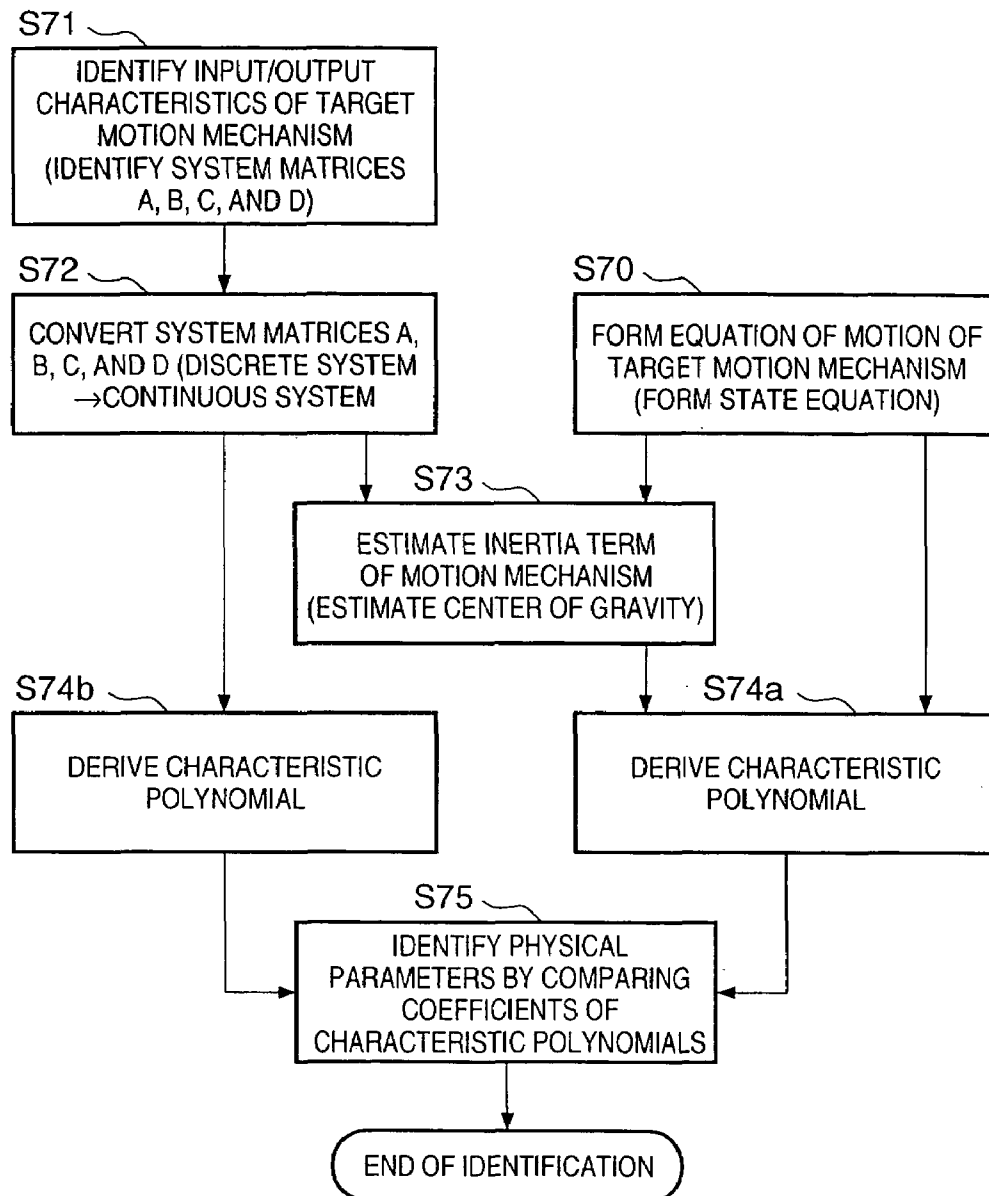 S71
IDENTIFY INPUT/OUTPUT
CHARACTERISTICS OF TARGET
MOTION MECHANISM
(IDENTIFY SYSTEM MATRICES
A, B, C, AND D)
S72
CONVERT SYSTEM MATRICES A,
B, C, AND D (DISCRETE SYSTEM
→CONTINUOUS SYSTEM
S70
FORM EQUATION OF MOTION OF
TARGET MOTION MECHANISM
(FORM STATE EQUATION)
S73
ESTIMATE INERTIA TERM
OF MOTION MECHANISM
(ESTIMATE CENTER OF GRAVITY)
S74b
DERIVE CHARACTERISTIC
POLYNOMIAL
S74a
DERIVE CHARACTERISTIC
POLYNOMIAL
S75
IDENTIFY PHYSICAL
PARAMETERS BY COMPARING
COEFFICIENTS OF
CHARACTERISTIC POLYNOMIALS
END OF IDENTIFICATION